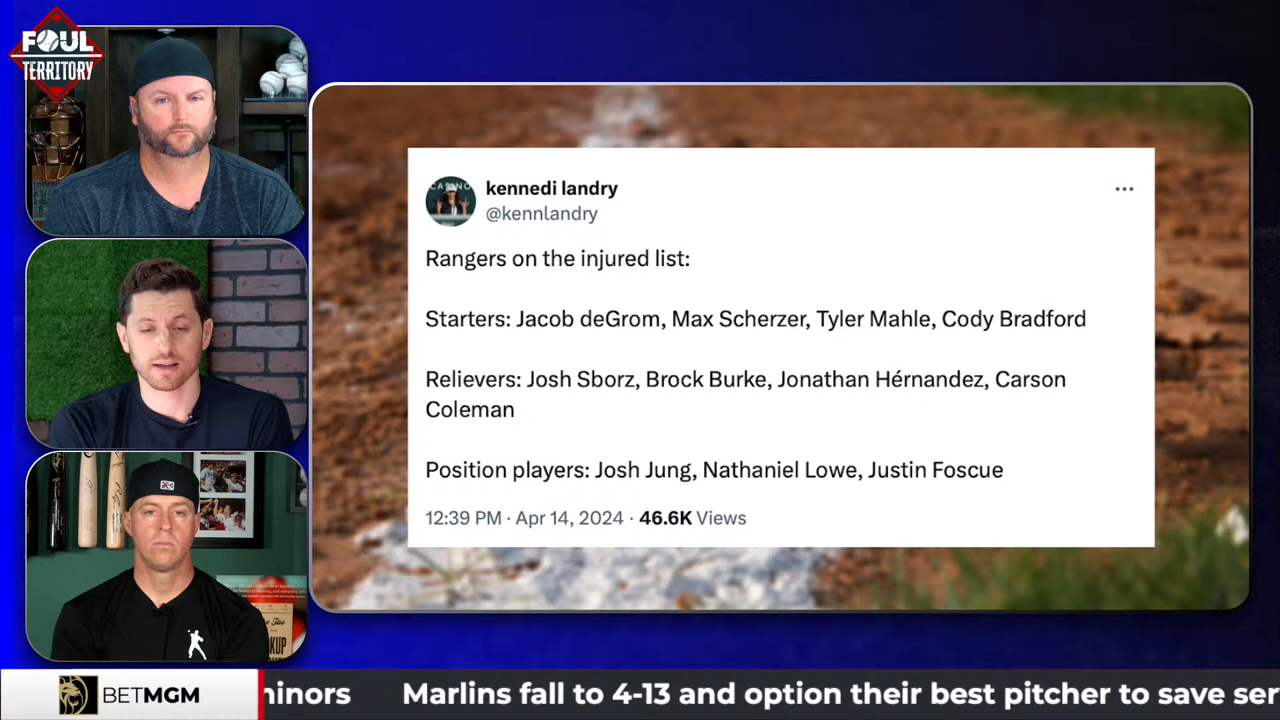 FOUL
TERRITORY
CASINO
kennedi landry
@kennlandry
Rangers on the injured list:
Starters: Jacob deGrom, Max Scherzer, Tyler Mahle, Cody Bradford
Relievers: Josh Sborz, Brock Burke, Jonathan Hérnandez, Carson
Coleman
Position players: Josh Jung, Nathaniel Lowe, Justin Foscue
12:39 PM · Apr 14, 2024 · 46.6K Views
BETMGM
minors Marlins fall to 4-13 and option their best pitcher to save ser